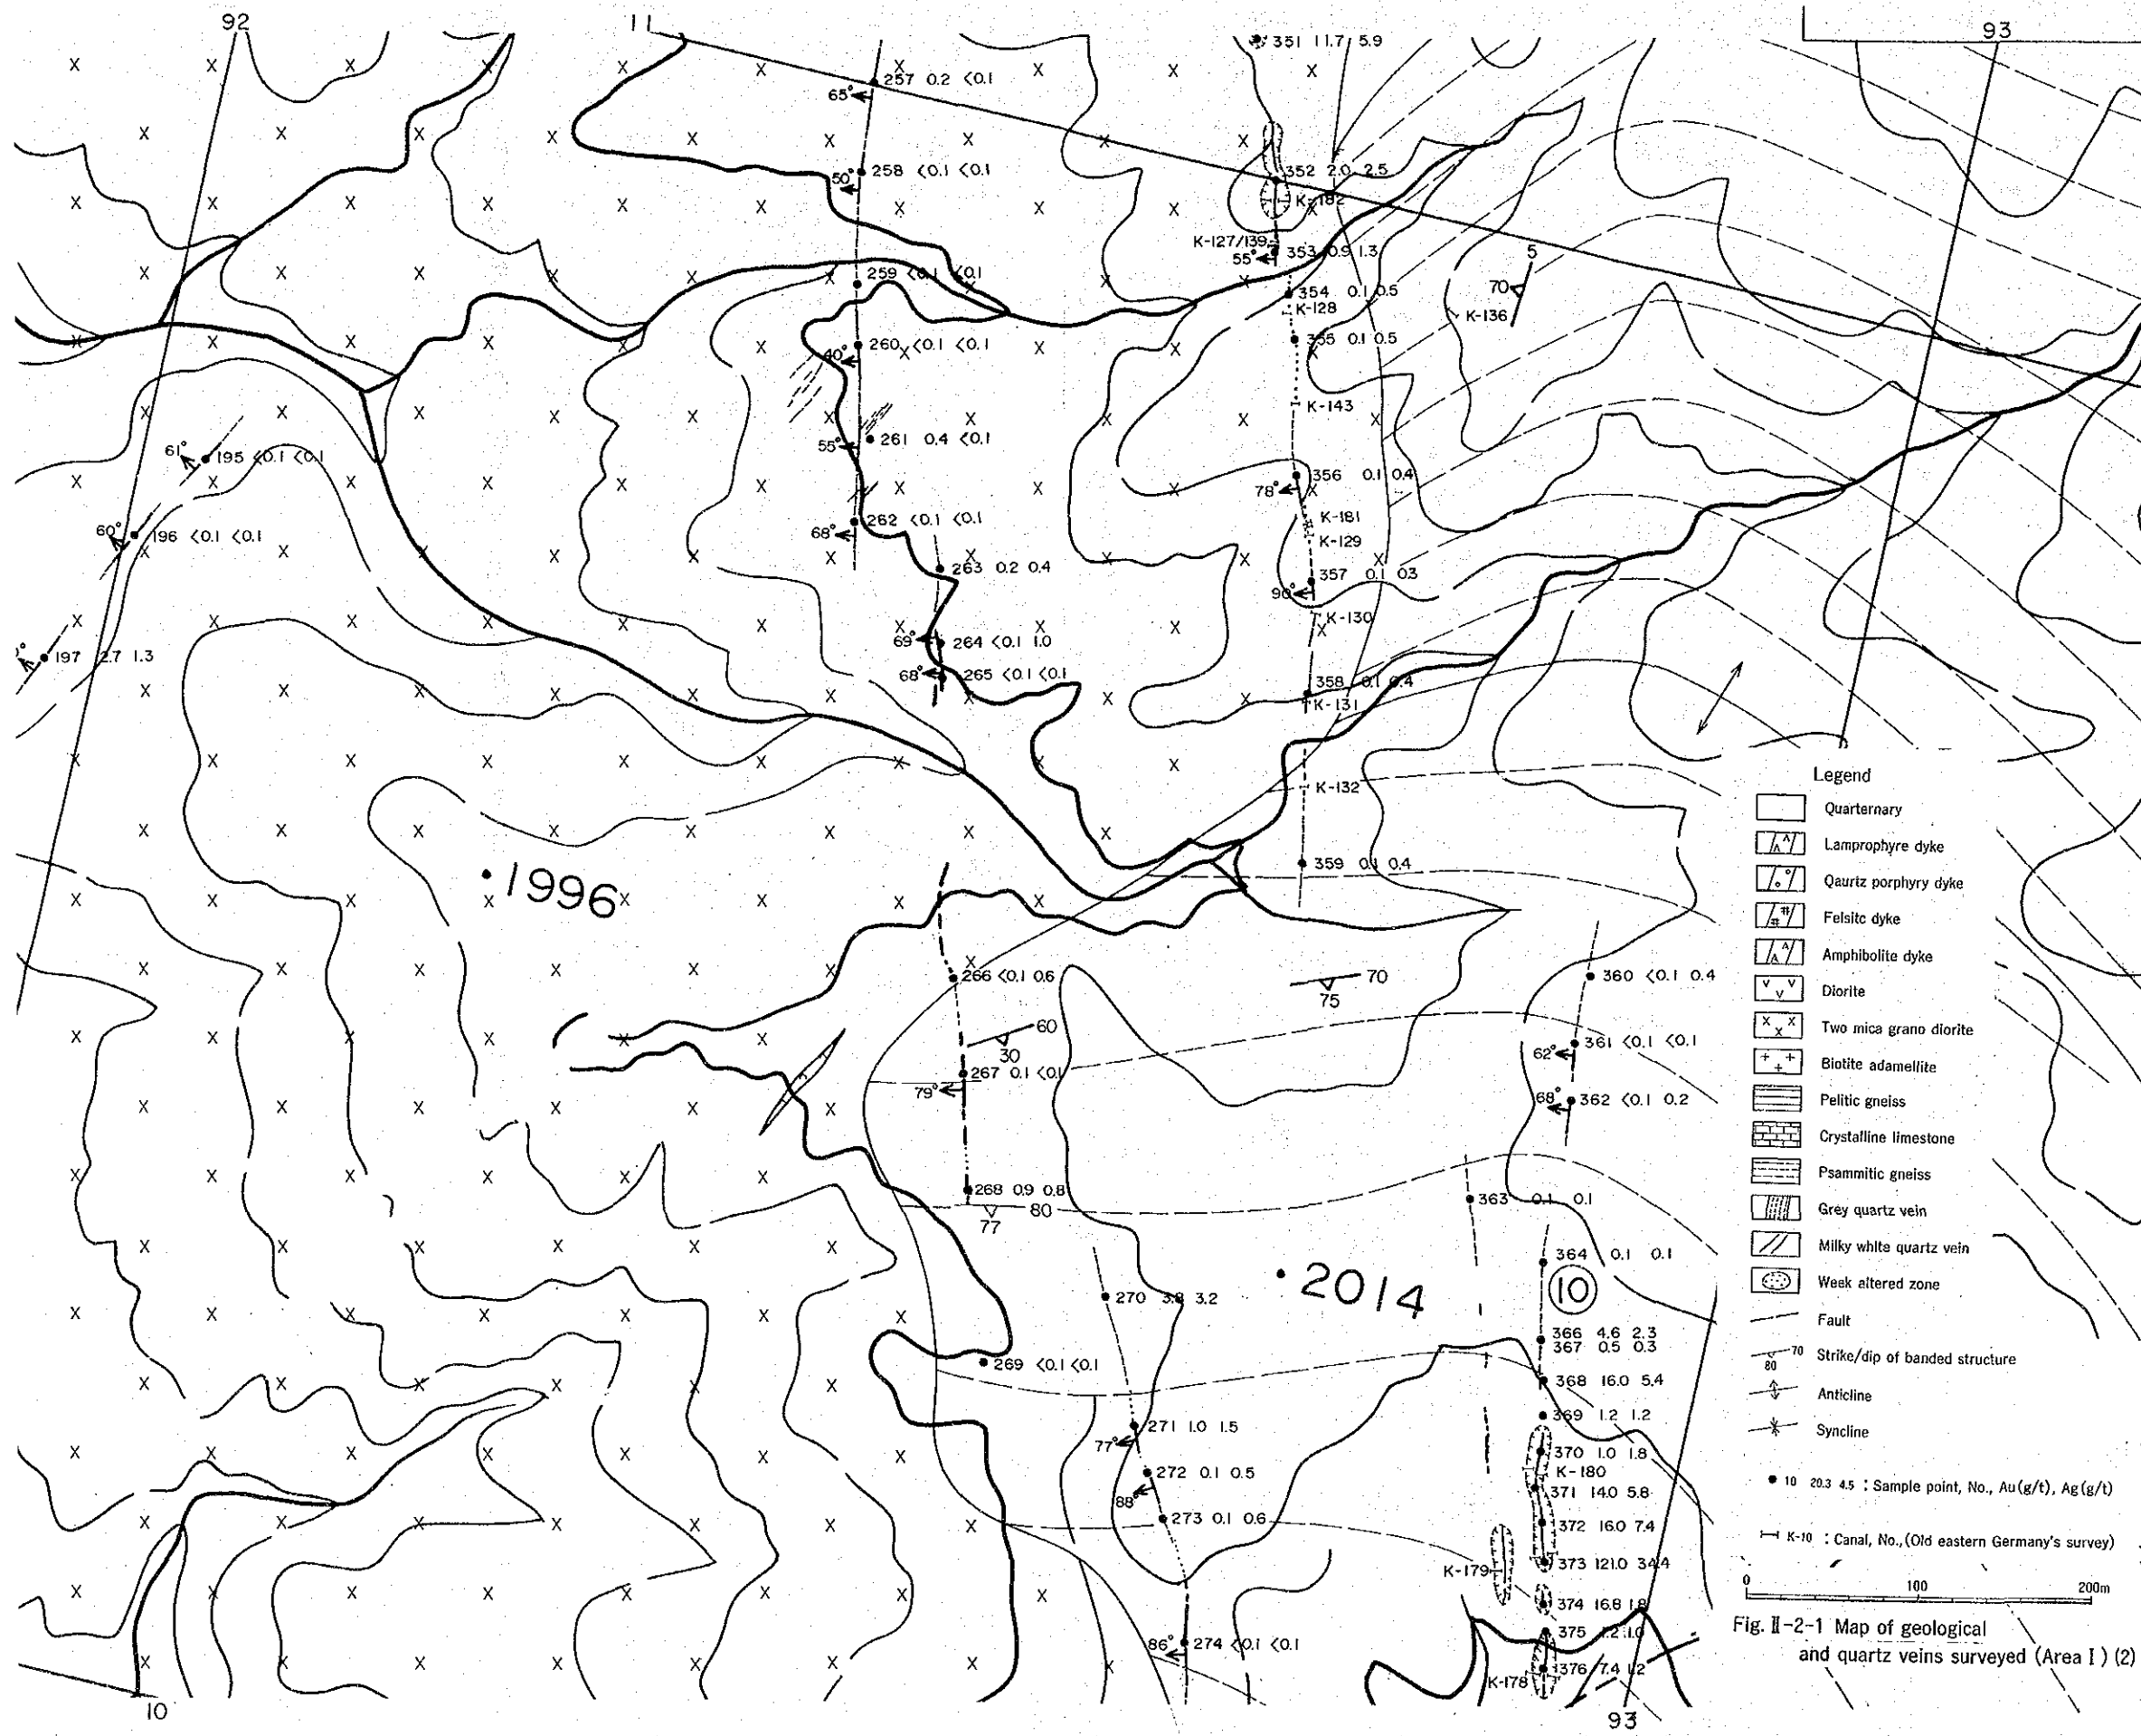 92
11
93
351 11.7 5.9
257 0.2 <0.1
65°
258 <0.1 <0.1
50°
352 2.0 2.5
K-182
K-127/139
353 0.9 1.3
55°
5
70
K-136
259 <0.1 <0.1
354 0.1 0.5
K-128
355 0.1 0.5
260 <0.1 <0.1
40°
K-143
261 0.4 <0.1
55°
61°
195 <0.1 <0.1
356 0.1 0.4
78°
K-181
K-129
262 <0.1 <0.1
68°
60°
196 <0.1 <0.1
263 0.2 0.4
357 0.1 0.3
90°
K-130
264 <0.1 1.0
69°
197 2.7 1.3
265 <0.1 <0.1
68°
358 0.1 0.4
K-131
K-132
359 0.1 0.4
1996
266 <0.1 0.6
70
75
360 <0.1 0.4
60
30
361 <0.1 <0.1
62°
267 0.1 <0.1
79°
362 <0.1 0.2
68°
268 0.9 0.8
80
77
363 0.1 0.1
364 0.1 0.1
10
2014
270 3.8 3.2
366 4.6 2.3
367 0.5 0.3
269 <0.1 <0.1
368 16.0 5.4
369 1.2 1.2
271 1.0 1.5
77°
370 1.0 1.8
K-180
272 0.1 0.5
88°
371 14.0 5.8
273 0.1 0.6
372 16.0 7.4
373 121.0 34.4
K-179
374 16.8 1.8
375 1.2 1.0
86°
274 <0.1 <0.1
376 7.4 1.2
K-178
10
93
Legend
Quarternary
Lamprophyre dyke
Qaurtz porphyry dyke
Felsitc dyke
Amphibolite dyke
Diorite
Two mica grano diorite
Biotite adamellite
Pelitic gneiss
Crystalline limestone
Psammitic gneiss
Grey quartz vein
Milky white quartz vein
Week altered zone
Fault
70
80
Strike/dip of banded structure
Anticline
Syncline
10 20.3 4.5 : Sample point, No., Au(g/t), Ag(g/t)
K-10 : Canal, No.,(Old eastern Germany's survey)
0 100 200m
Fig. II-2-1 Map of geological
and quartz veins surveyed (Area I) (2)